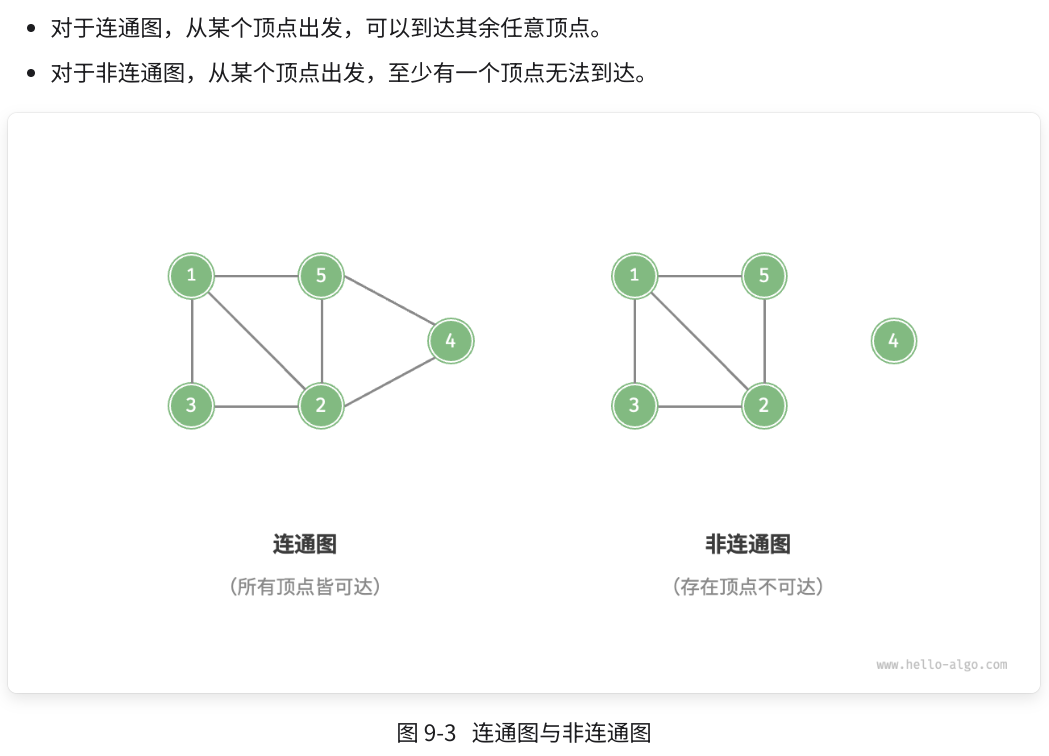 对于连通图，从某个顶点出发，可以到达其余任意顶点。
对于非连通图，从某个顶点出发，至少有一个顶点无法到达。
1 5 1 5
4 4
3 2 3 2
连通图 非连通图
（所有顶点皆可达） （存在顶点不可达）
www.hello-algo.com
图 9-3 连通图与非连通图